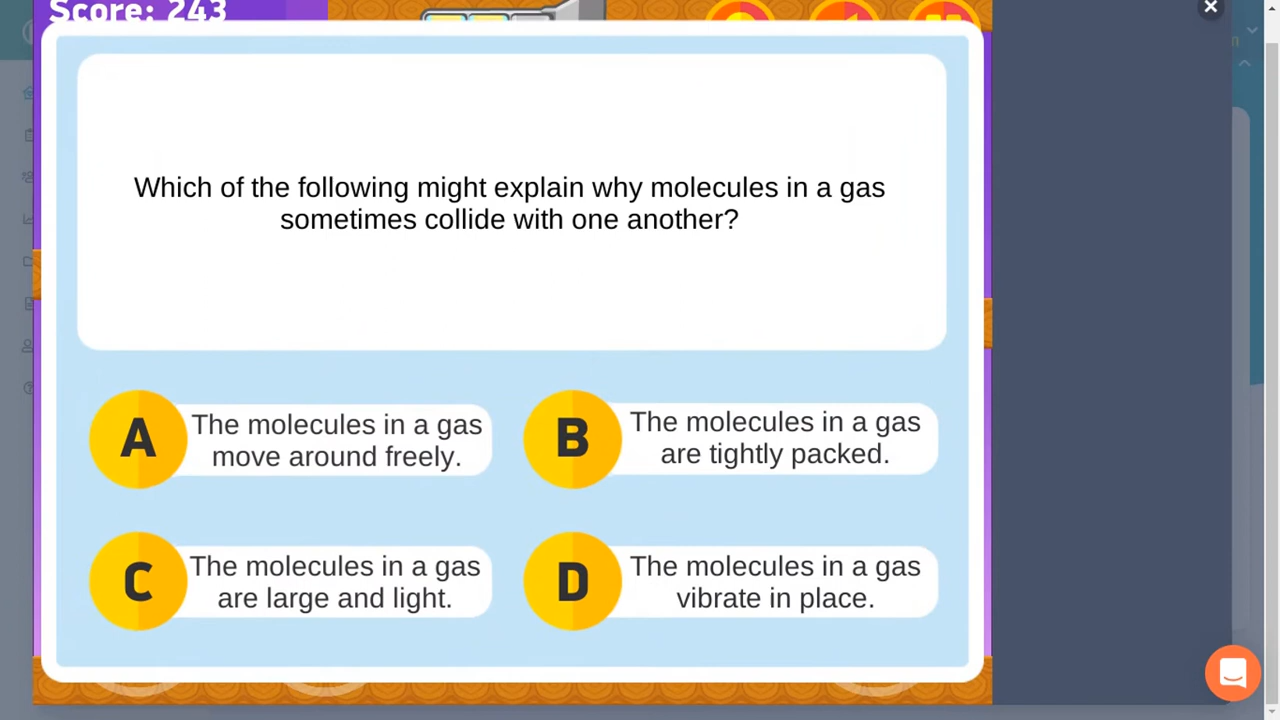 Score: 243
Which of the following might explain why molecules in a gas
sometimes collide with one another?
A
The molecules in a gas
move around freely.
B
The molecules in a gas
are tightly packed.
C
The molecules in a gas
are large and light.
D
The molecules in a gas
vibrate in place.